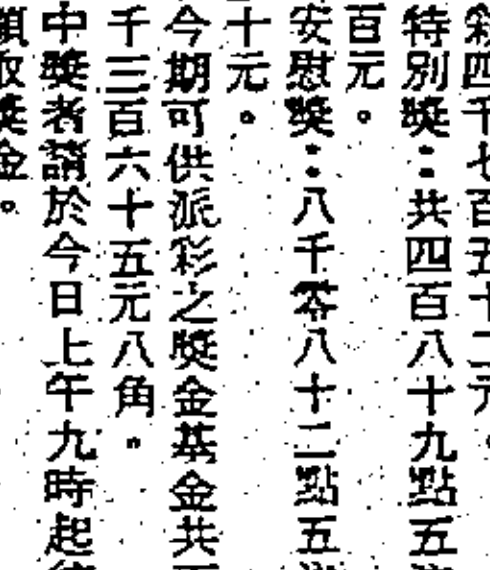 四千七百五十二元。
特別獎：共四百八十九點五
百元。
安慰獎：八千零八十二點五
十元。
今期可供派彩之獎金基金共
千三百六十五元八角。
中獎者請於今日上午九時起
領取獎金。